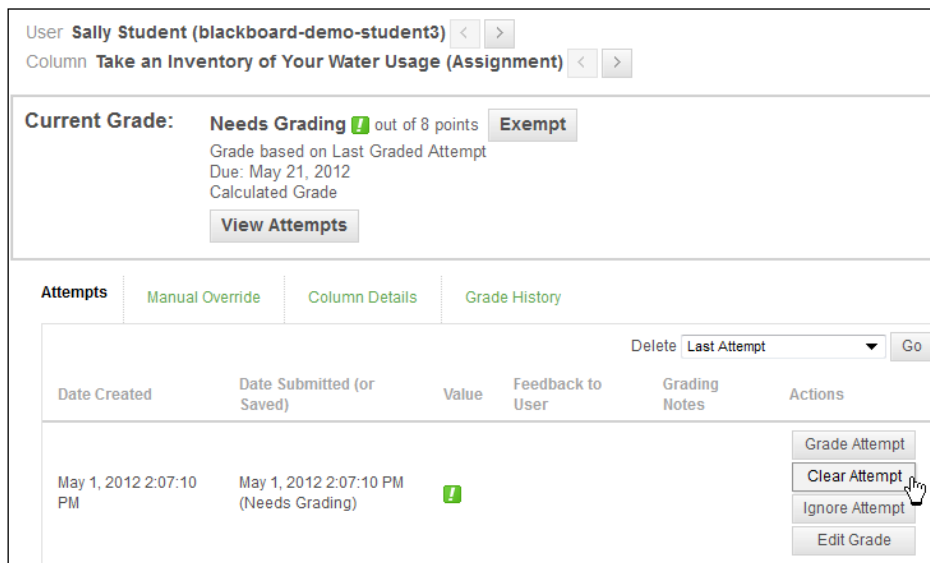 User Sally Student (blackboard-demo-student3) < >
Column Take an Inventory of Your Water Usage (Assignment) < >
Current Grade: Needs Grading ! out of 8 points Exempt
Grade based on Last Graded Attempt
Due: May 21, 2012
Calculated Grade
View Attempts
Attempts Manual Override Column Details Grade History
Delete Last Attempt Go
Date Created Date Submitted (or Saved) Value Feedback to User Grading Notes Actions
May 1, 2012 2:07:10 PM May 1, 2012 2:07:10 PM (Needs Grading) ! Grade Attempt
Clear Attempt
Ignore Attempt
Edit Grade